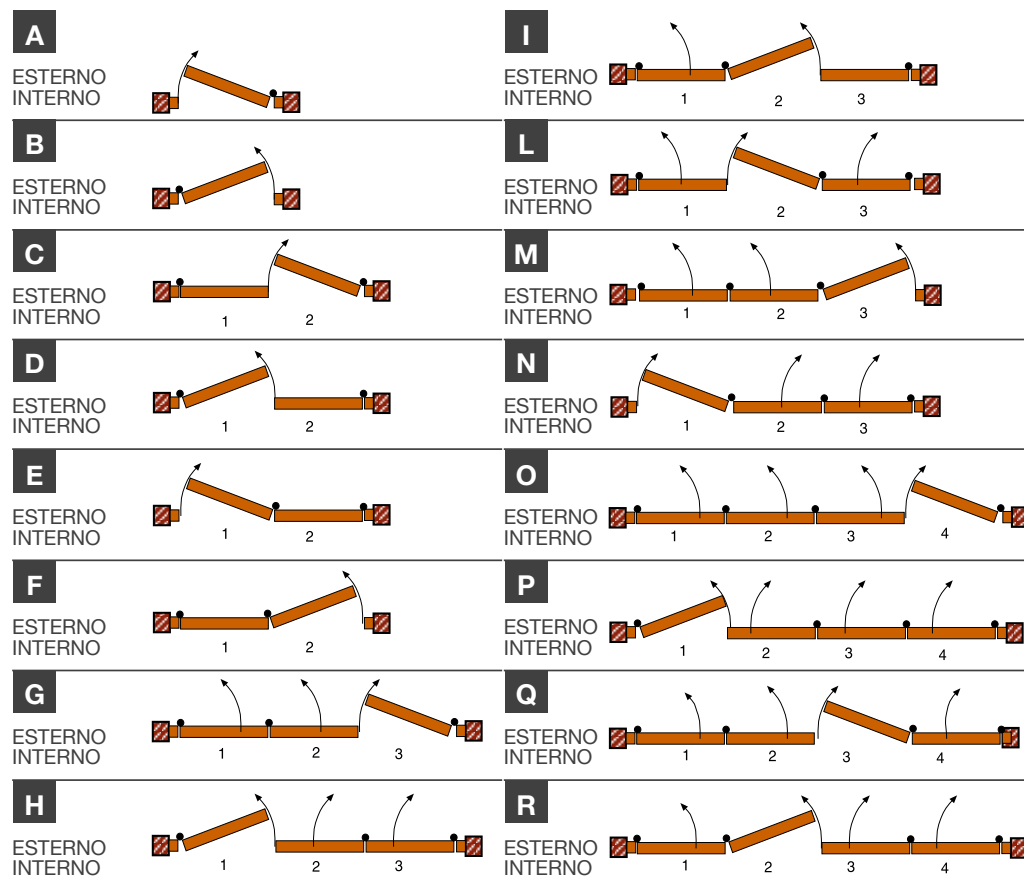 A
ESTERNO
INTERNO
B
ESTERNO
INTERNO
C
ESTERNO
INTERNO
1 2
D
ESTERNO
INTERNO
1 2
E
ESTERNO
INTERNO
1 2
F
ESTERNO
INTERNO
1 2
G
ESTERNO
INTERNO
1 2 3
H
ESTERNO
INTERNO
1 2 3
I
ESTERNO
INTERNO
1 2 3
L
ESTERNO
INTERNO
1 2 3
M
ESTERNO
INTERNO
1 2 3
N
ESTERNO
INTERNO
1 2 3
O
ESTERNO
INTERNO
1 2 3 4
P
ESTERNO
INTERNO
1 2 3 4
Q
ESTERNO
INTERNO
1 2 3 4
R
ESTERNO
INTERNO
1 2 3 4